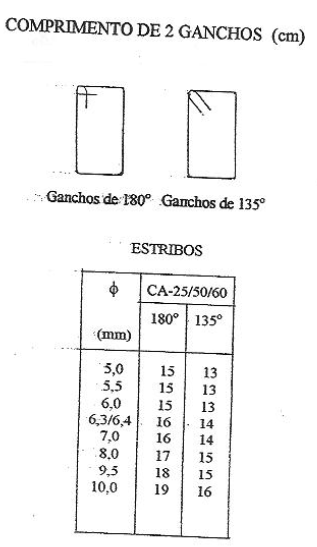 COMPRIMENTO DE 2 GANCHOS (cm)
Ganchos de 180° Ganchos de 135°
ESTRIBOS
ϕ CA-25/50/60
(mm) 180° 135°
5,0 15 13
5,5 15 13
6,0 15 13
6,3/6,4 16 14
7,0 16 14
8,0 17 15
9,5 18 15
10,0 19 16